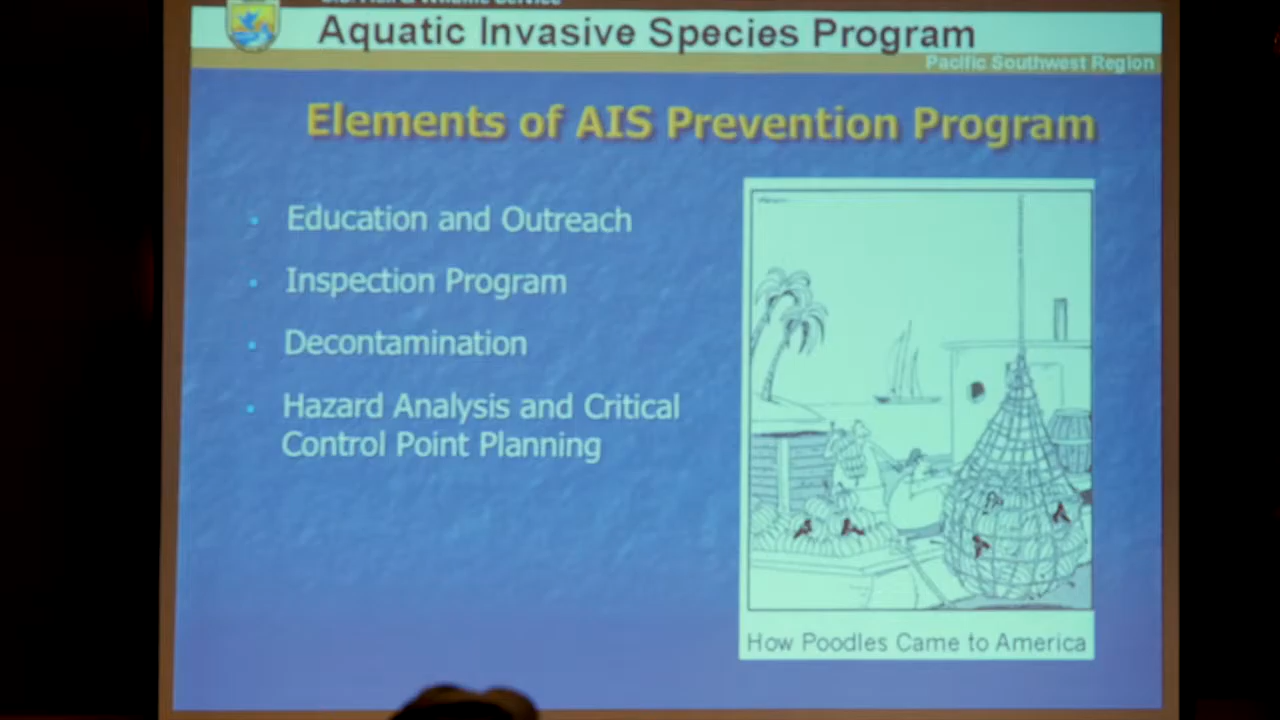 Aquatic Invasive Species Program
Pacific Southwest Region
Elements of AIS Prevention Program
Education and Outreach
Inspection Program
Decontamination
Hazard Analysis and Critical
Control Point Planning
How Poodles Came to America